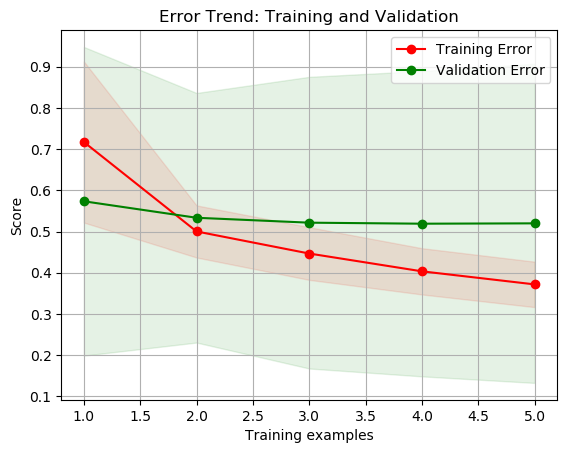 Error Trend: Training and Validation
Training Error
Validation Error
Score
0.9
0.8
0.7
0.6
0.5
0.4
0.3
0.2
0.1
1.0 1.5 2.0 2.5 3.0 3.5 4.0 4.5 5.0
Training examples